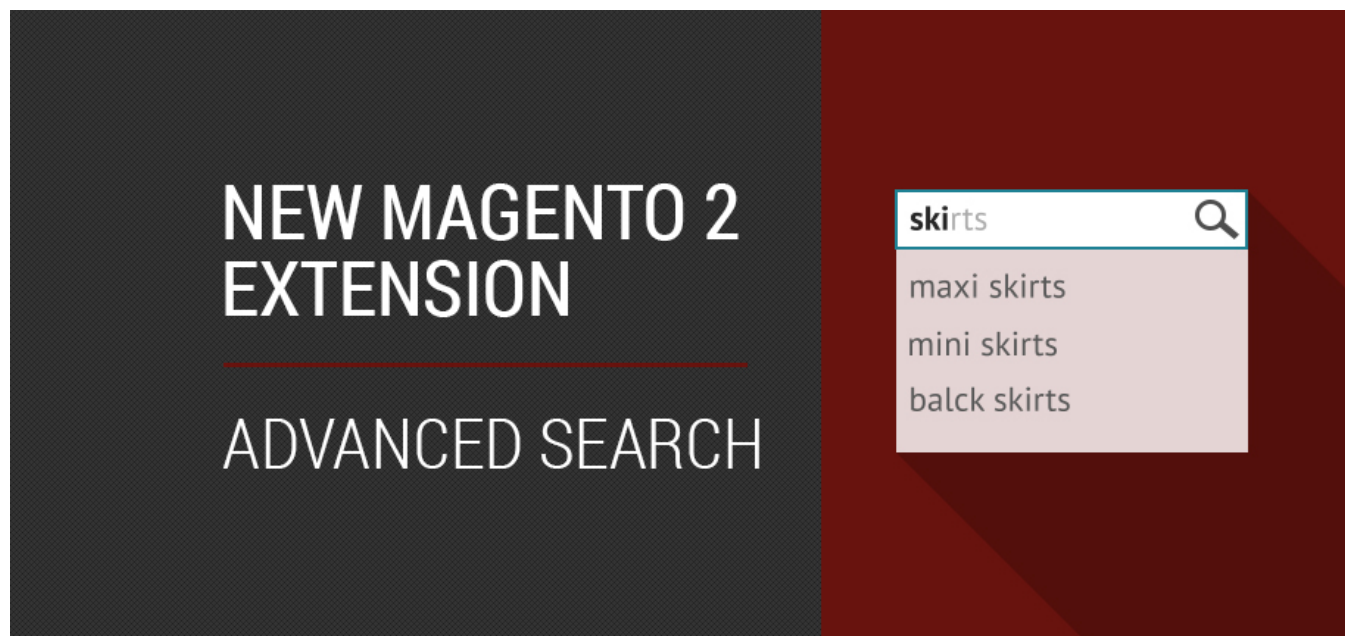 NEW MAGENTO 2
EXTENSION
ADVANCED SEARCH
skirts
maxi skirts
mini skirts
balck skirts